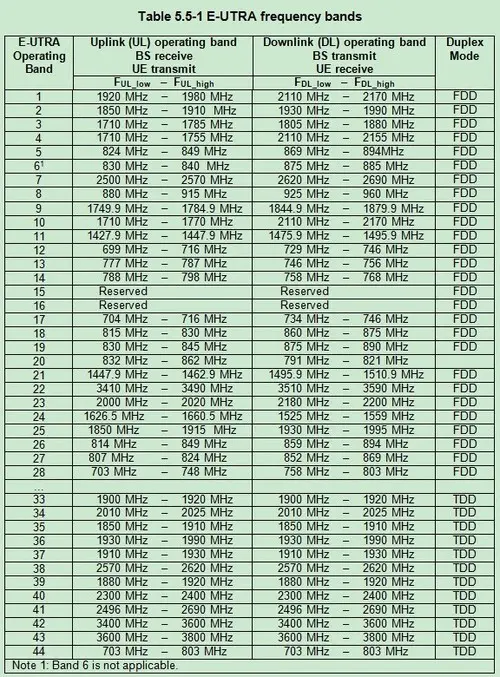 Table 5.5-1 E-UTRA frequency bands
E-UTRA Operating Band Uplink (UL) operating band BS receive UE transmit Downlink (DL) operating band BS transmit UE receive Duplex Mode
FUL_low – FUL_high FDL_low – FDL_high
1 1920 MHz – 1980 MHz 2110 MHz – 2170 MHz FDD
2 1850 MHz – 1910 MHz 1930 MHz – 1990 MHz FDD
3 1710 MHz – 1785 MHz 1805 MHz – 1880 MHz FDD
4 1710 MHz – 1755 MHz 2110 MHz – 2155 MHz FDD
5 824 MHz – 849 MHz 869 MHz – 894MHz FDD
6¹ 830 MHz – 840 MHz 875 MHz – 885 MHz FDD
7 2500 MHz – 2570 MHz 2620 MHz – 2690 MHz FDD
8 880 MHz – 915 MHz 925 MHz – 960 MHz FDD
9 1749.9 MHz – 1784.9 MHz 1844.9 MHz – 1879.9 MHz FDD
10 1710 MHz – 1770 MHz 2110 MHz – 2170 MHz FDD
11 1427.9 MHz – 1447.9 MHz 1475.9 MHz – 1495.9 MHz FDD
12 699 MHz – 716 MHz 729 MHz – 746 MHz FDD
13 777 MHz – 787 MHz 746 MHz – 756 MHz FDD
14 788 MHz – 798 MHz 758 MHz – 768 MHz FDD
15 Reserved Reserved FDD
16 Reserved Reserved FDD
17 704 MHz – 716 MHz 734 MHz – 746 MHz FDD
18 815 MHz – 830 MHz 860 MHz – 875 MHz FDD
19 830 MHz – 845 MHz 875 MHz – 890 MHz FDD
20 832 MHz – 862 MHz 791 MHz – 821 MHz
21 1447.9 MHz – 1462.9 MHz 1495.9 MHz – 1510.9 MHz FDD
22 3410 MHz – 3490 MHz 3510 MHz – 3590 MHz FDD
23 2000 MHz – 2020 MHz 2180 MHz – 2200 MHz FDD
24 1626.5 MHz – 1660.5 MHz 1525 MHz – 1559 MHz FDD
25 1850 MHz – 1915 MHz 1930 MHz – 1995 MHz FDD
26 814 MHz – 849 MHz 859 MHz – 894 MHz FDD
27 807 MHz – 824 MHz 852 MHz – 869 MHz FDD
28 703 MHz – 748 MHz 758 MHz – 803 MHz FDD
...
33 1900 MHz – 1920 MHz 1900 MHz – 1920 MHz TDD
34 2010 MHz – 2025 MHz 2010 MHz – 2025 MHz TDD
35 1850 MHz – 1910 MHz 1850 MHz – 1910 MHz TDD
36 1930 MHz – 1990 MHz 1930 MHz – 1990 MHz TDD
37 1910 MHz – 1930 MHz 1910 MHz – 1930 MHz TDD
38 2570 MHz – 2620 MHz 2570 MHz – 2620 MHz TDD
39 1880 MHz – 1920 MHz 1880 MHz – 1920 MHz TDD
40 2300 MHz – 2400 MHz 2300 MHz – 2400 MHz TDD
41 2496 MHz – 2690 MHz 2496 MHz – 2690 MHz TDD
42 3400 MHz – 3600 MHz 3400 MHz – 3600 MHz TDD
43 3600 MHz – 3800 MHz 3600 MHz – 3800 MHz TDD
44 703 MHz – 803 MHz 703 MHz – 803 MHz TDD
Note 1: Band 6 is not applicable.